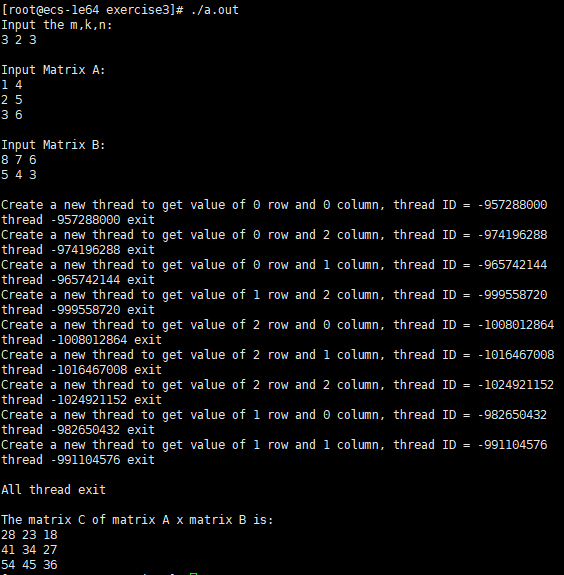 [root@ecs-1e64 exercise3]# ./a.out
Input the m,k,n:
3 2 3

Input Matrix A:
1 4
2 5
3 6

Input Matrix B:
8 7 6
5 4 3

Create a new thread to get value of 0 row and 0 column, thread ID = -957288000
thread -957288000 exit
Create a new thread to get value of 0 row and 2 column, thread ID = -974196288
thread -974196288 exit
Create a new thread to get value of 0 row and 1 column, thread ID = -965742144
thread -965742144 exit
Create a new thread to get value of 1 row and 2 column, thread ID = -999558720
thread -999558720 exit
Create a new thread to get value of 2 row and 0 column, thread ID = -1008012864
thread -1008012864 exit
Create a new thread to get value of 2 row and 1 column, thread ID = -1016467008
thread -1016467008 exit
Create a new thread to get value of 2 row and 2 column, thread ID = -1024921152
thread -1024921152 exit
Create a new thread to get value of 1 row and 0 column, thread ID = -982650432
thread -982650432 exit
Create a new thread to get value of 1 row and 1 column, thread ID = -991104576
thread -991104576 exit

All thread exit

The matrix C of matrix A x matrix B is:
28 23 18
41 34 27
54 45 36